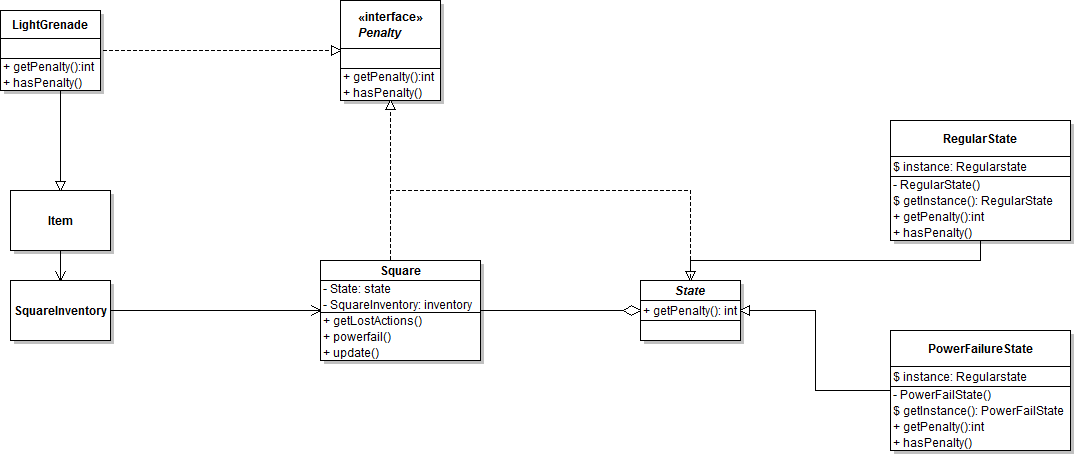 LightGrenade
+ getPenalty():int
+ hasPenalty()
«interface»
Penalty
+ getPenalty():int
+ hasPenalty()
RegularState
$ instance: Regularstate
- RegularState()
$ getInstance(): RegularState
+ getPenalty():int
+ hasPenalty()
Item
SquareInventory
Square
- State: state
- SquareInventory: inventory
+ getLostActions()
+ powerfail()
+ update()
State
+ getPenalty(): int
PowerFailureState
$ instance: Regularstate
- PowerFailState()
$ getInstance(): PowerFailState
+ getPenalty():int
+ hasPenalty()